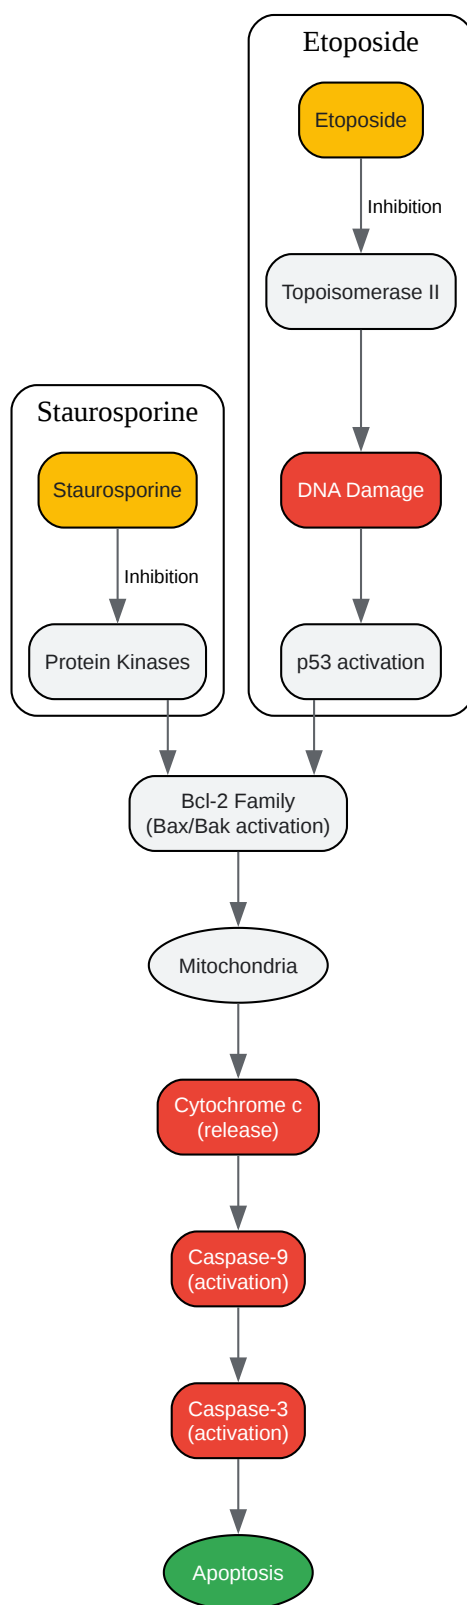 Etoposide
Etoposide
Inhibition
Topoisomerase II
Staurosporine
Staurosporine
DNA Damage
Inhibition
Protein Kinases
p53 activation
Bcl-2 Family
(Bax/Bak activation)
Mitochondria
Cytochrome c
(release)
Caspase-9
(activation)
Caspase-3
(activation)
Apoptosis